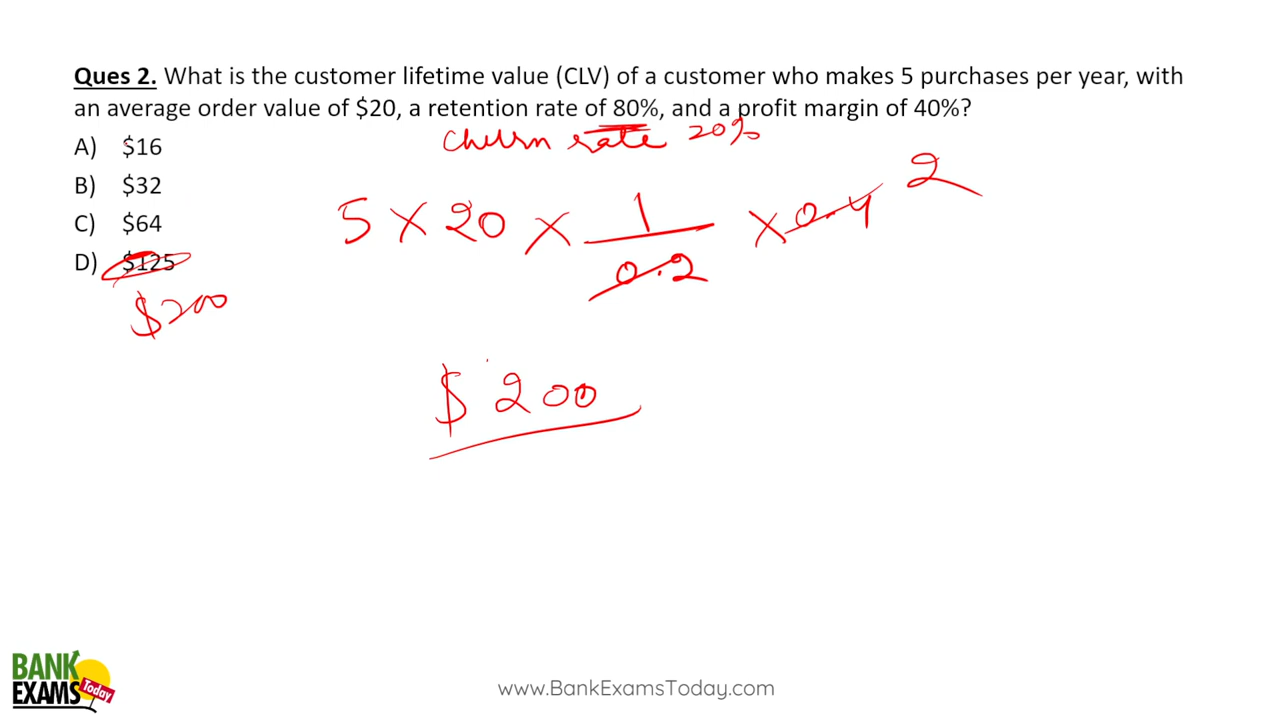 Ques 2. What is the customer lifetime value (CLV) of a customer who makes 5 purchases per year, with
an average order value of $20, a retention rate of 80%, and a profit margin of 40%?
churn rate 20%
A) $16
B) $32
C) $64
D) $125
$200
5 × 20 × 1/0.2 × 0.4 2
$ 200
BANK
EXAMS Today
www.BankExamsToday.com